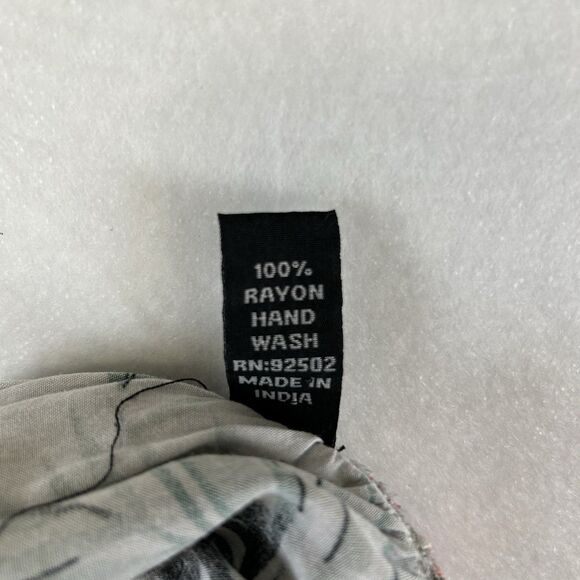 100%
RAYON
HAND
WASH
RN:92502
MADE IN
INDIA